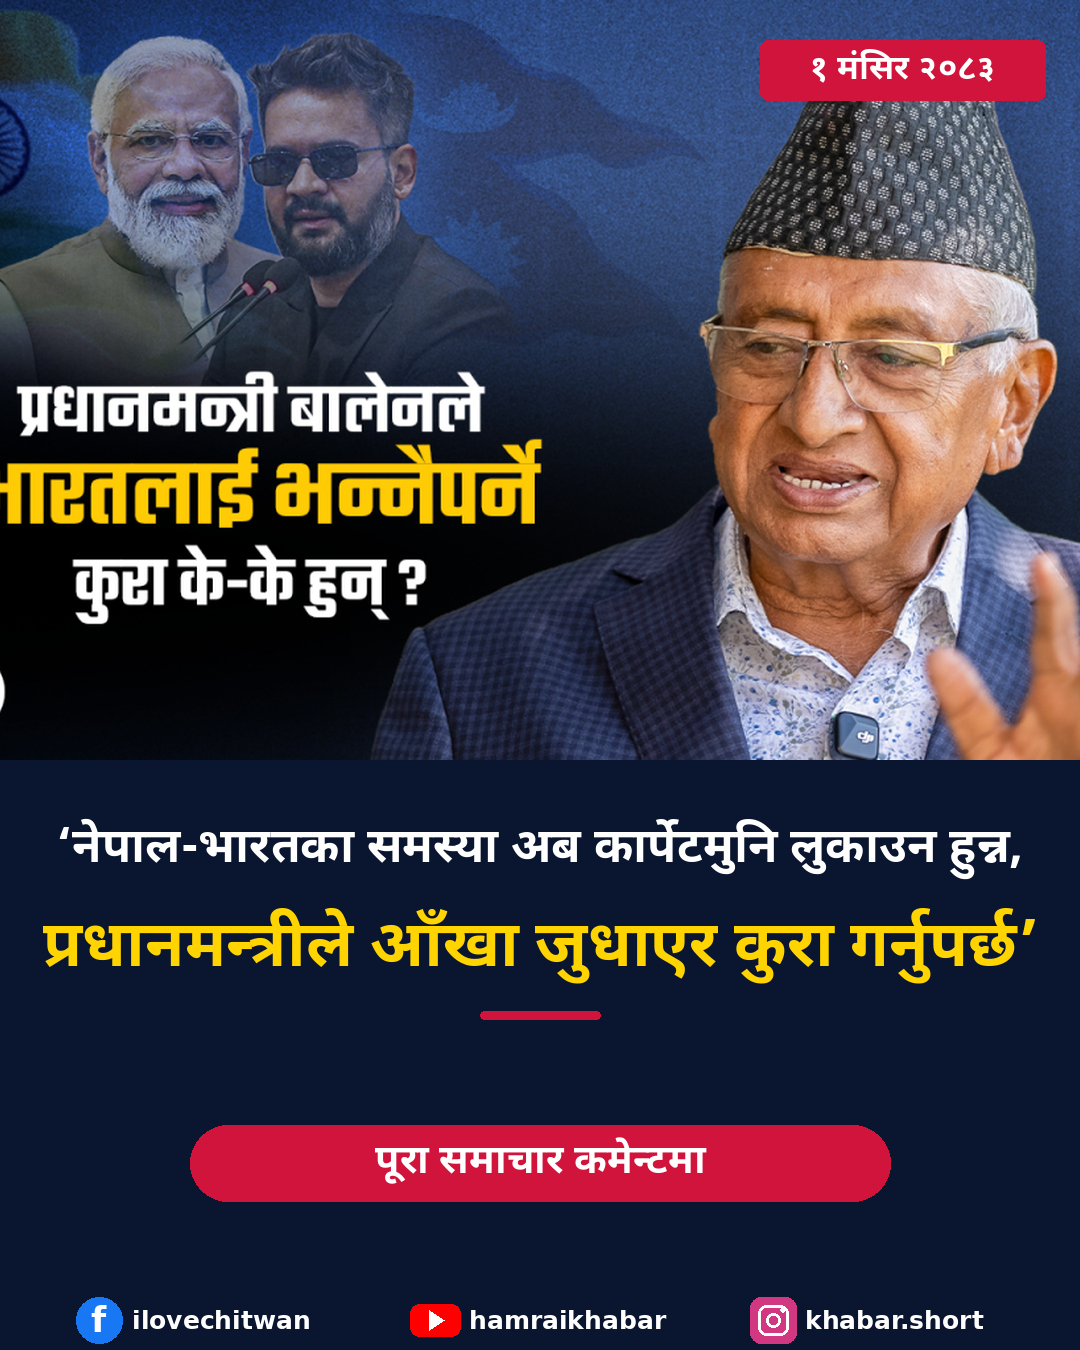 १ मंसिर २०८३
प्रधानमन्त्री बालेनले
भारतलाई भन्नैपर्ने
कुरा के-के हुन् ?
dji
‘नेपाल-भारतका समस्या अब कार्पेटमुनि लुकाउन हुन्न,
प्रधानमन्त्रीले आँखा जुधाएर कुरा गर्नुपर्छ’
पूरा समाचार कमेन्टमा
ilovechitwan
hamraikhabar
khabar.short